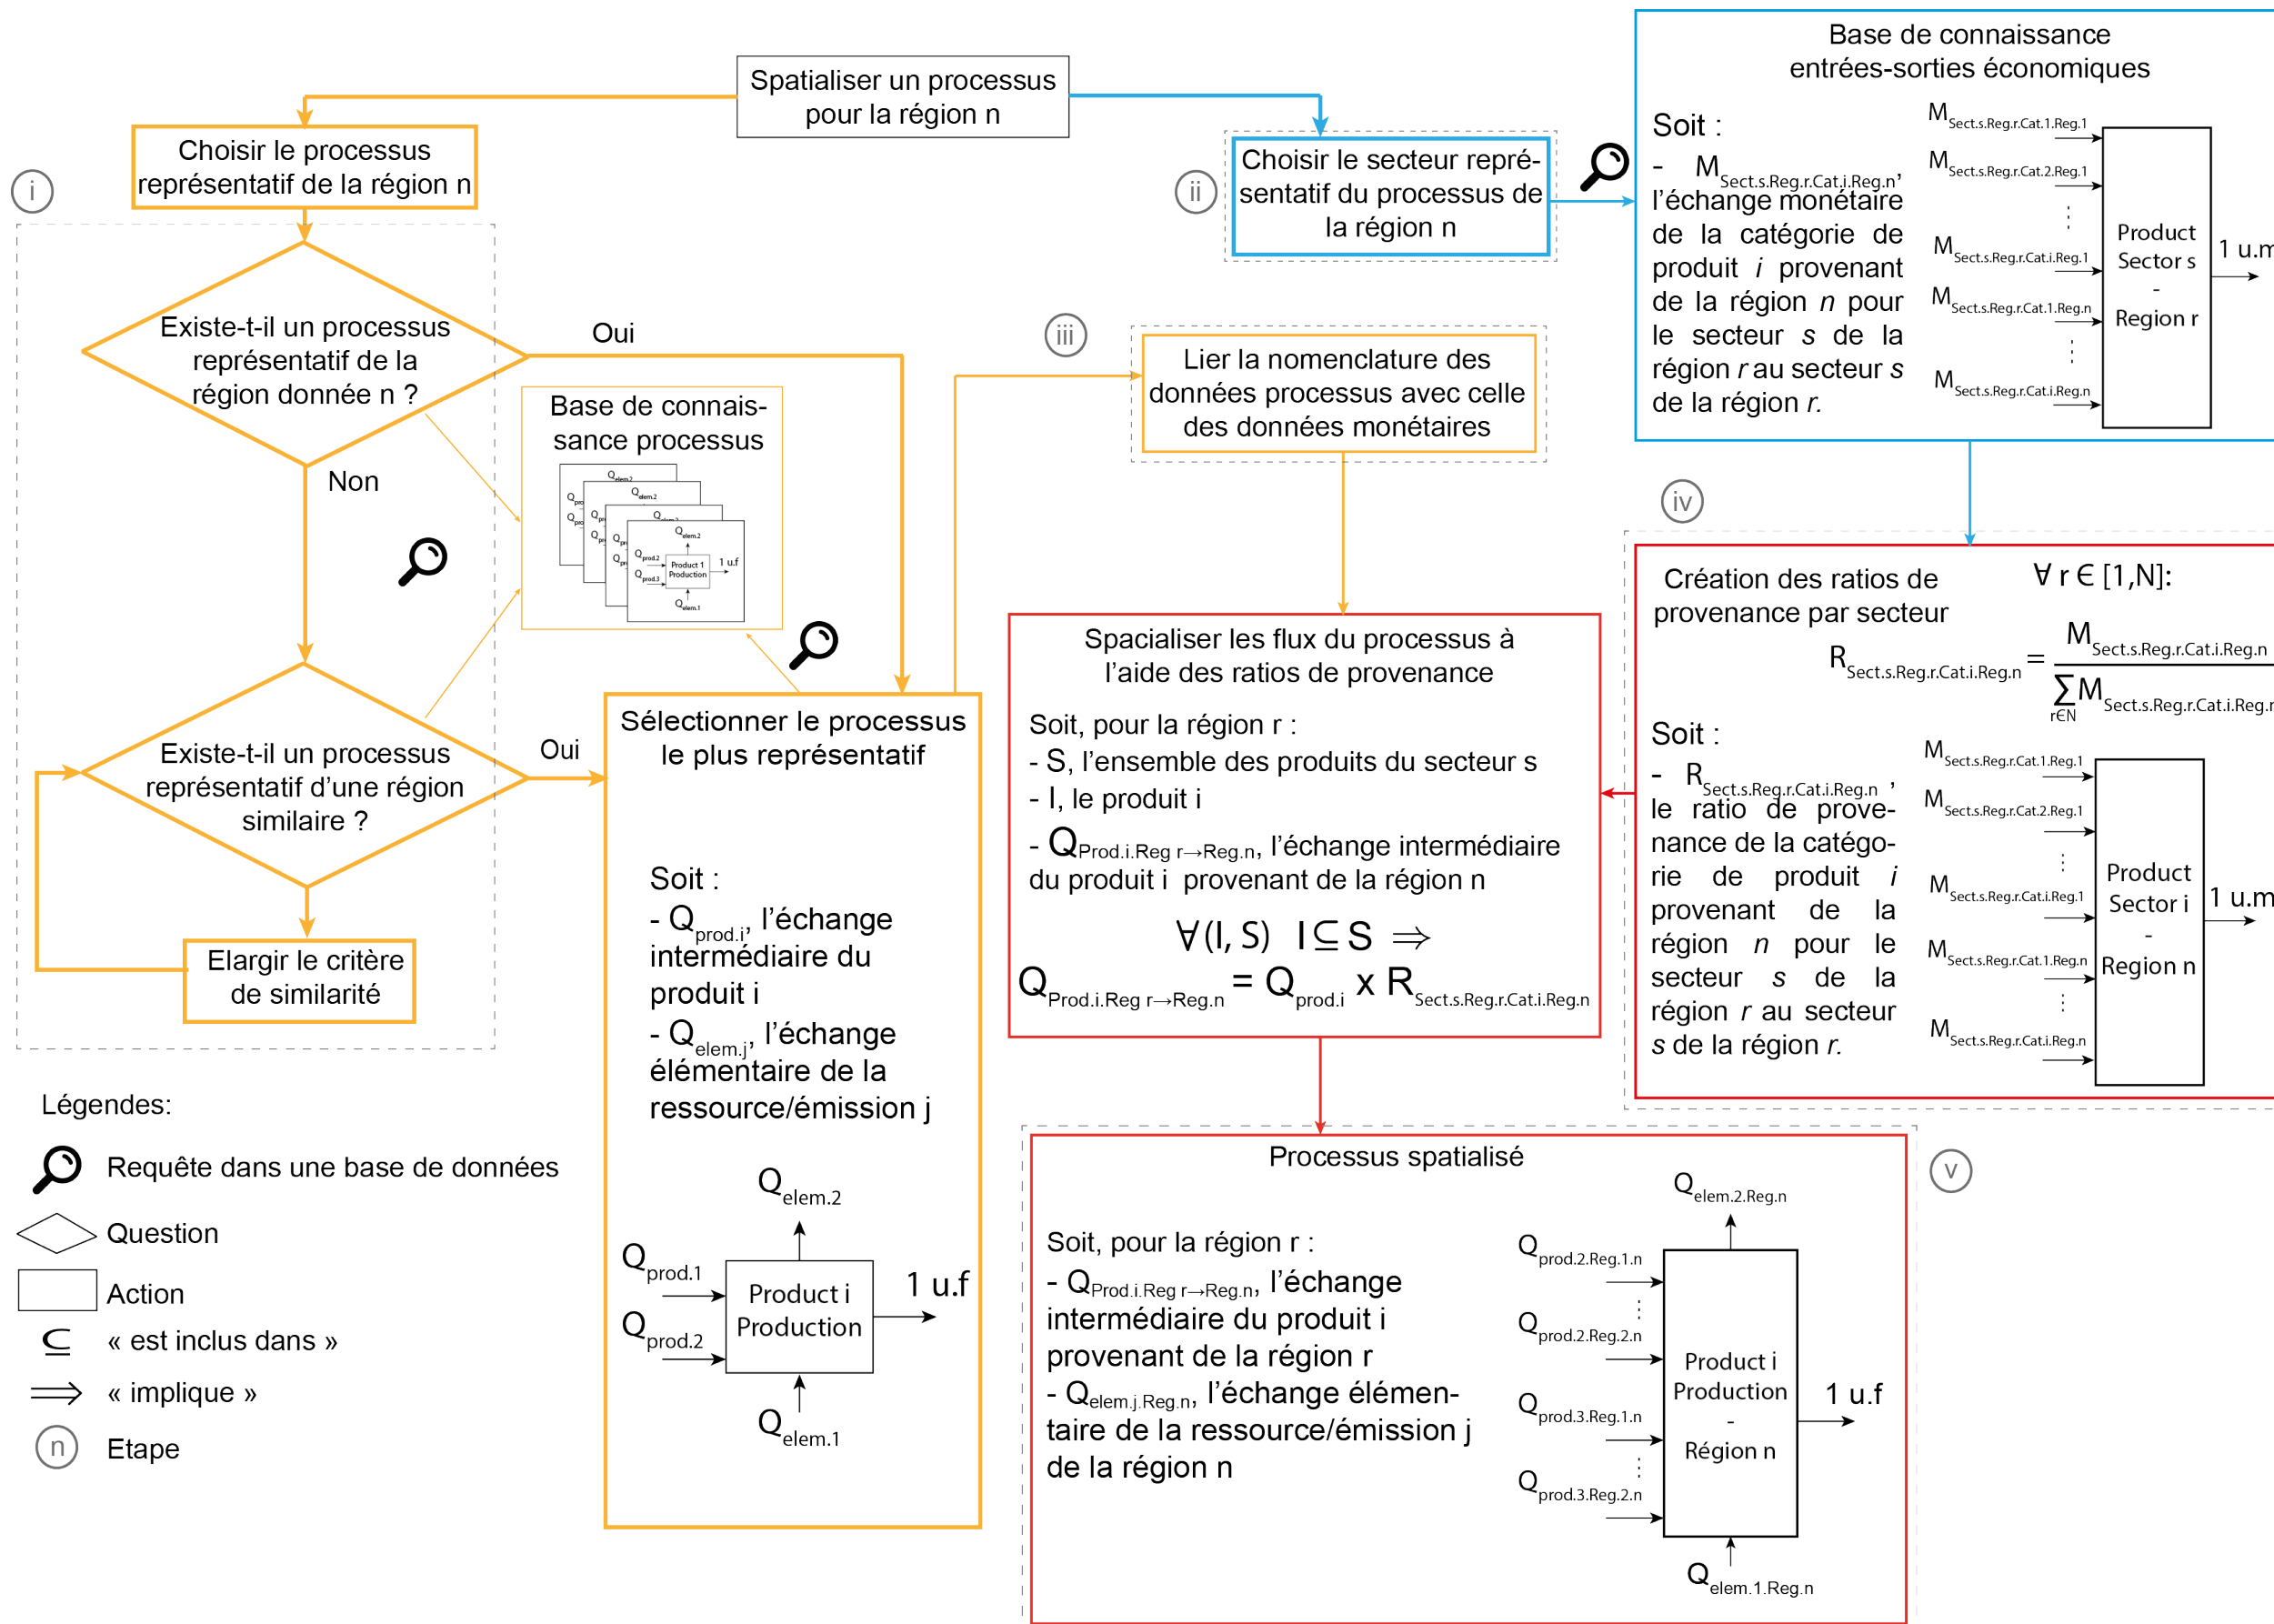 Spatialiser un processus
pour la région n
Choisir le processus
représentatif de la région n
i
Existe-t-il un processus
représentatif de la
région donnée n ?
Oui
Non
Base de connais-
sance processus
Q elem.2
Q elem.2
Q elem.2
Q prod.2
Q prod.3
Product 1
Production
1 u.f
Q elem.1
Existe-t-il un processus
représentatif d'une région
similaire ?
Oui
Elargir le critère
de similarité
Sélectionner le processus
le plus représentatif
Soit :
- Qprod.i, l'échange
intermédiaire du
produit i
- Qelem.j, l'échange
élémentaire de la
ressource/émission j
Qelem.2
Qprod.1
Qprod.2
Product i
Production
1 u.f
Qelem.1
ii
Choisir le secteur repré-
sentatif du processus de
la région n
Base de connaissance
entrées-sorties économiques
Soit :
- MSect.s.Reg.r.Cat.i.Reg.n,
l'échange monétaire
de la catégorie de
produit i provenant
de la région n pour
le secteur s de la
région r au secteur s
de la région r.
MSect.s.Reg.r.Cat.1.Reg.1
MSect.s.Reg.r.Cat.2.Reg.1
MSect.s.Reg.r.Cat.i.Reg.1
MSect.s.Reg.r.Cat.1.Reg.n
MSect.s.Reg.r.Cat.i.Reg.n
Product
Sector s
-
Region r
1 u.m
iii
Lier la nomenclature des
données processus avec celle
des données monétaires
iv
Création des ratios de
provenance par secteur
∀ r ∈ [1,N]:
RSect.s.Reg.r.Cat.i.Reg.n = MSect.s.Reg.r.Cat.i.Reg.n
∑ r∈N MSect.s.Reg.r.Cat.i.Reg.n
Soit :
- RSect.s.Reg.r.Cat.i.Reg.n ,
le ratio de prove-
nance de la catégo-
rie de produit i
provenant de la
région n pour le
secteur s de la
région r au secteur
s de la région r.
MSect.s.Reg.r.Cat.1.Reg.1
MSect.s.Reg.r.Cat.2.Reg.1
MSect.s.Reg.r.Cat.i.Reg.1
MSect.s.Reg.r.Cat.1.Reg.n
MSect.s.Reg.r.Cat.i.Reg.n
Product
Sector i
-
Region n
1 u.m
Spacialiser les flux du processus à
l'aide des ratios de provenance
Soit, pour la région r :
- S, l'ensemble des produits du secteur s
- I, le produit i
- QProd.i.Reg r→Reg.n, l'échange intermédiaire
du produit i provenant de la région n
∀ (I, S) I ⊆ S ⇒
QProd.i.Reg r→Reg.n = Qprod.i x RSect.s.Reg.r.Cat.i.Reg.n
v
Processus spatialisé
Soit, pour la région r :
- QProd.i.Reg r→Reg.n, l'échange
intermédiaire du produit i
provenant de la région r
- Qelem.j.Reg.n, l'échange élémen-
taire de la ressource/émission j
de la région n
Qelem.2.Reg.n
Qprod.2.Reg.1.n
Qprod.2.Reg.2.n
Qprod.3.Reg.1.n
Qprod.3.Reg.2.n
Product i
Production
-
Région n
1 u.f
Qelem.1.Reg.n
Légendes:
Requête dans une base de données
Question
Action
⊆ « est inclus dans »
⇒ « implique »
n Etape